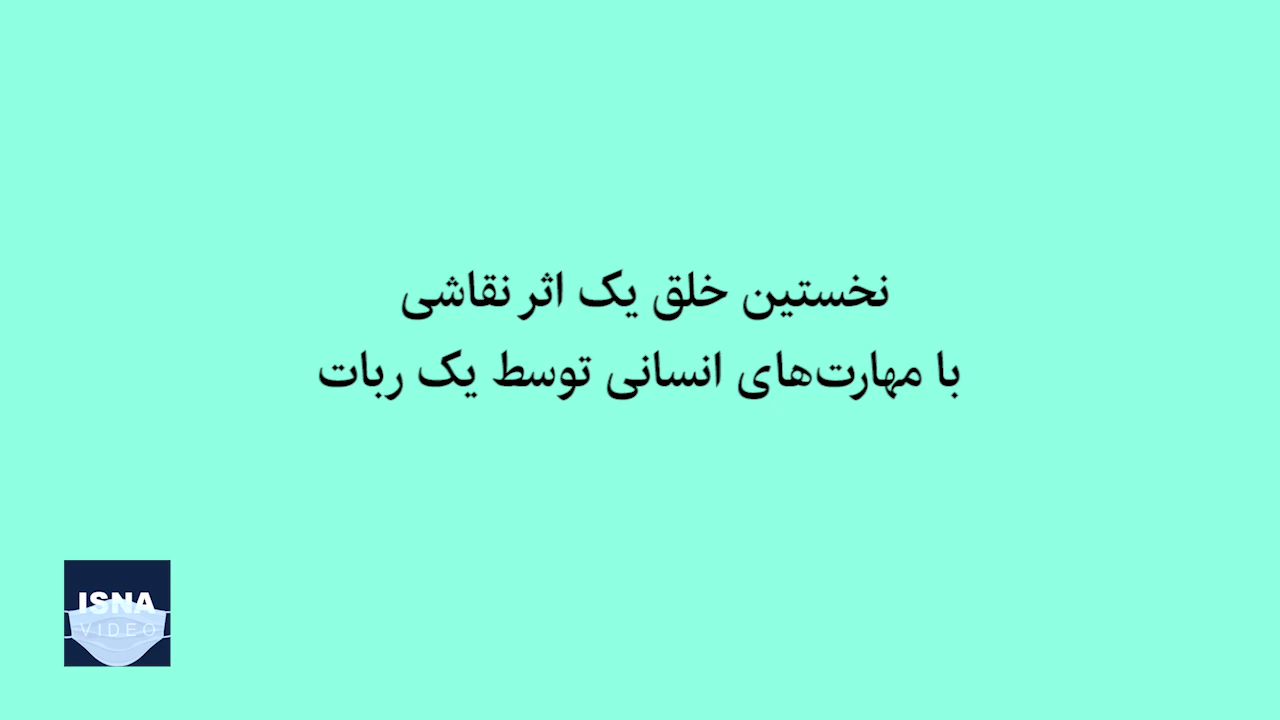 نخستین خلق یک اثر نقاشی
با مهارت‌های انسانی توسط یک ربات
ISNA
VIDEO